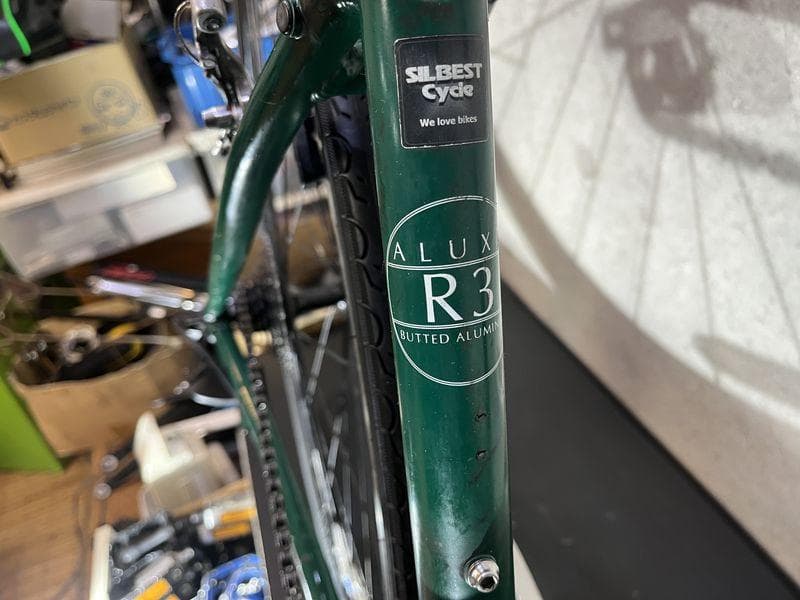 SILBEST
Cycle
We love bikes
ALUX
R3
BUTTED ALUMIN